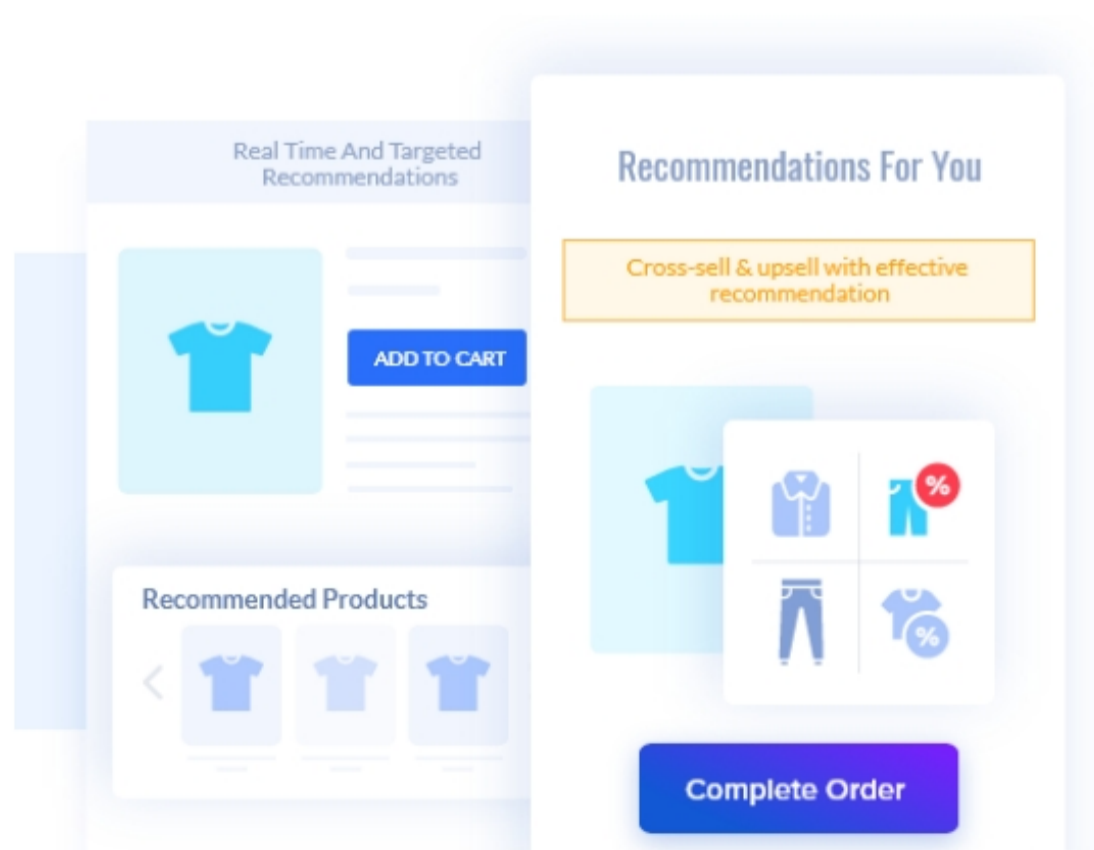 Real Time And Targeted
Recommendations
ADD TO CART
Recommended Products
Recommendations For You
Cross-sell & upsell with effective
recommendation
%
%
Complete Order